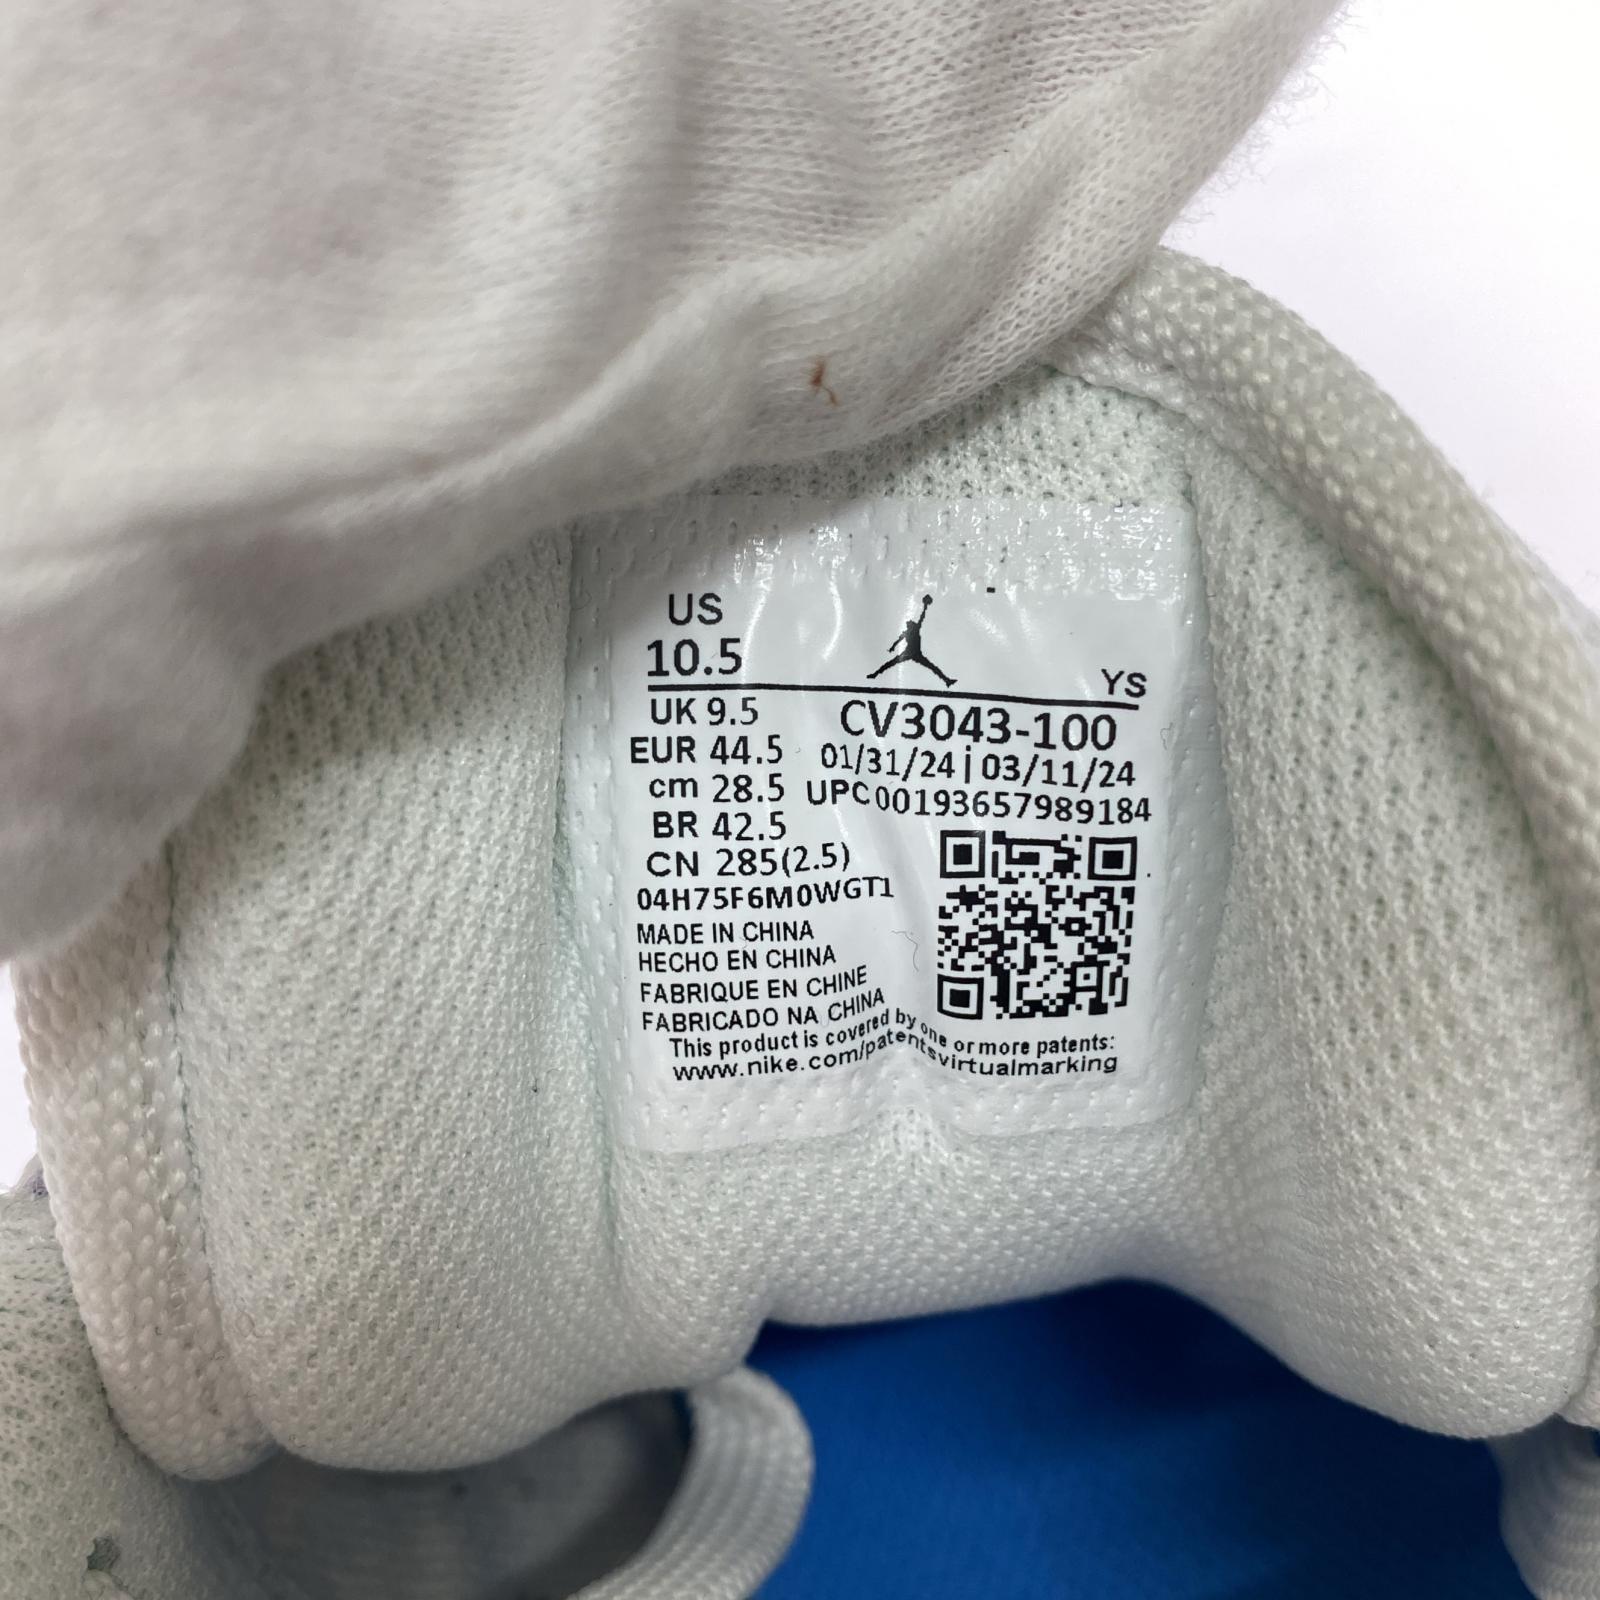 US
10.5
YS
UK 9.5
CV3043-100
EUR 44.5
01/31/24 | 03/11/24
cm 28.5
UPC00193657989184
BR 42.5
CN 285(2.5)
04H75F6M0WGT1
MADE IN CHINA
HECHO EN CHINA
FABRIQUE EN CHINE
FABRICADO NA CHINA
This product is covered by one or more patents:
www.nike.com/patentsvirtualmarking